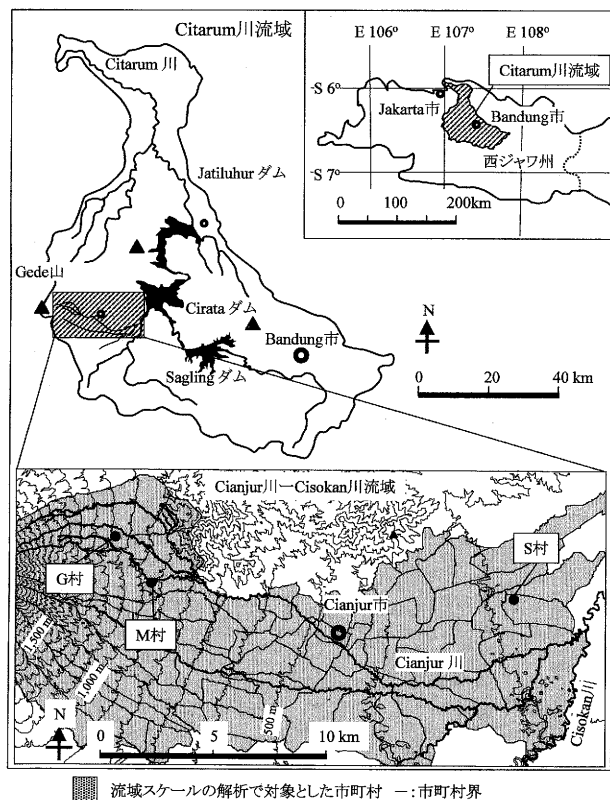 Citarum川流域
Citarum 川
Jatiluhur ダム
Gede山
Cirata ダム
Bandung市
Sagling ダム
N
0 20 40 km
E 106º E 107º E 108º
Citarum川流域
S 6º
Jakarta市
Bandung市
西ジャワ州
S 7º
0 100 200km
Cianjur川ーCisokan川流域
S村
G村
M村
Cianjur市
Cianjur 川
Cisokan川
1,500 m
1,000 m
500 m
N
0 5 10 km
流域スケールの解析で対象とした市町村 ー: 市町村界